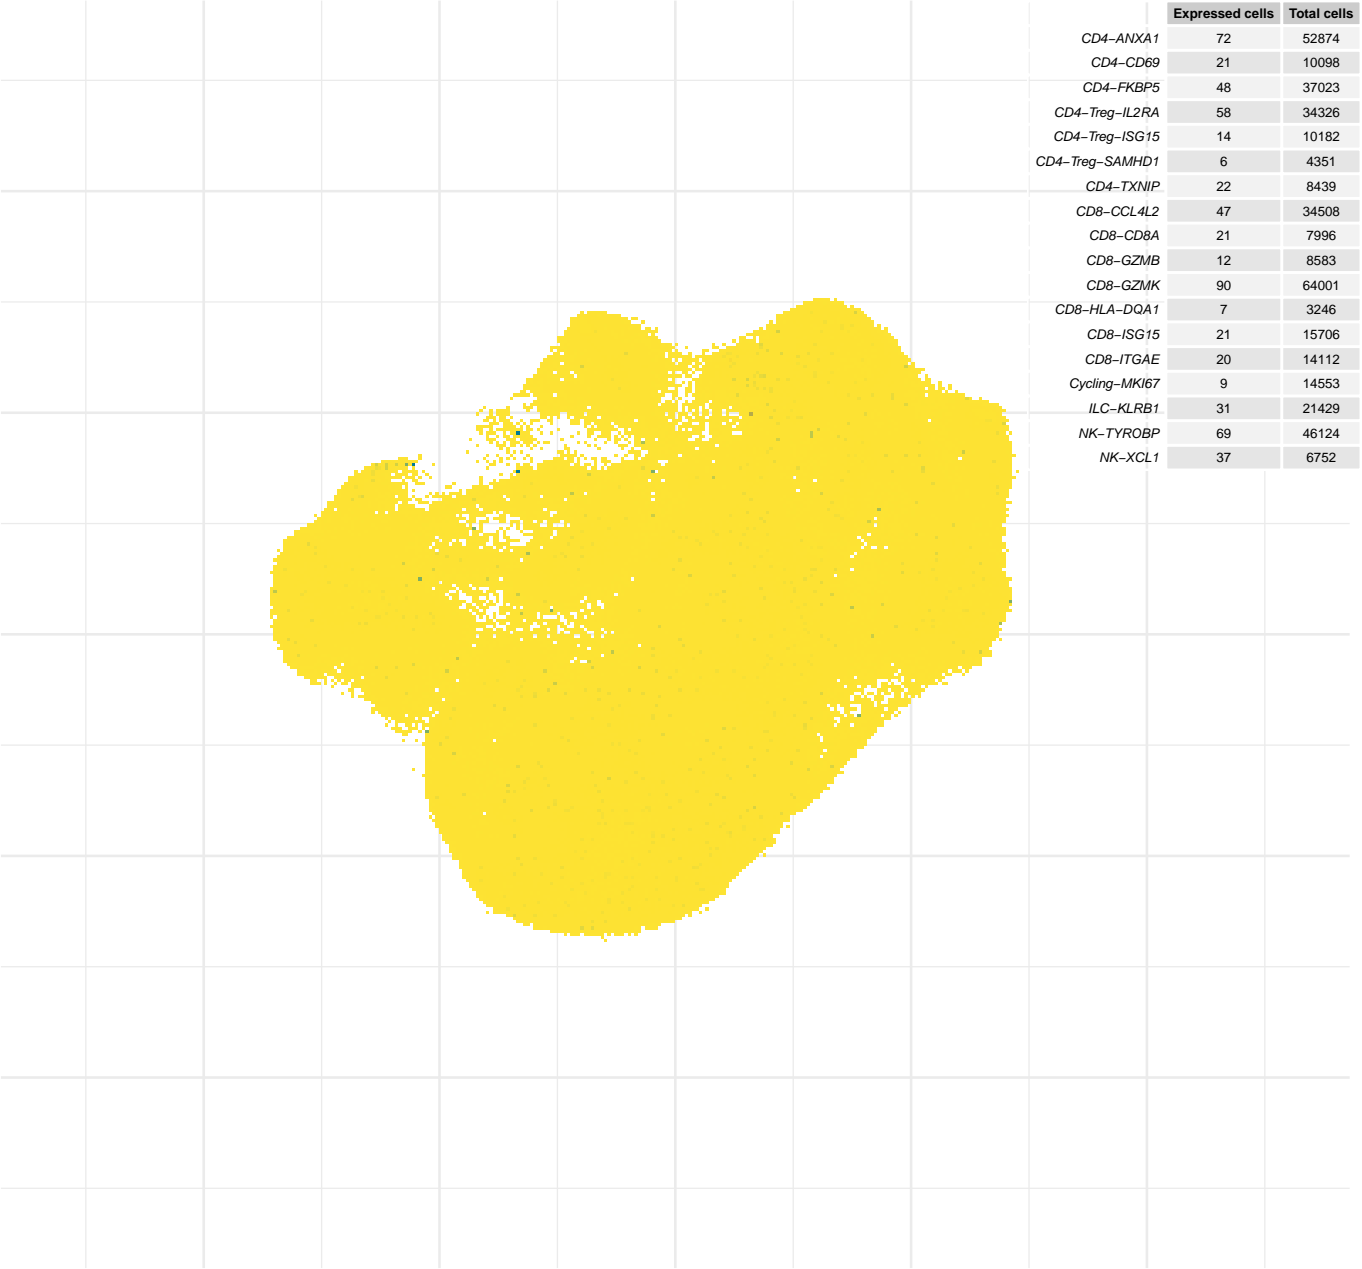 Expressed cells Total cells
CD4−ANXA1 72 52874
CD4−CD69 21 10098
CD4−FKBP5 48 37023
CD4−Treg−IL2RA 58 34326
CD4−Treg−ISG15 14 10182
CD4−Treg−SAMHD1 6 4351
CD4−TXNIP 22 8439
CD8−CCL4L2 47 34508
CD8−CD8A 21 7996
CD8−GZMB 12 8583
CD8−GZMK 90 64001
CD8−HLA−DQA1 7 3246
CD8−ISG15 21 15706
CD8−ITGAE 20 14112
Cycling−MKI67 9 14553
ILC−KLRB1 31 21429
NK−TYROBP 69 46124
NK−XCL1 37 6752